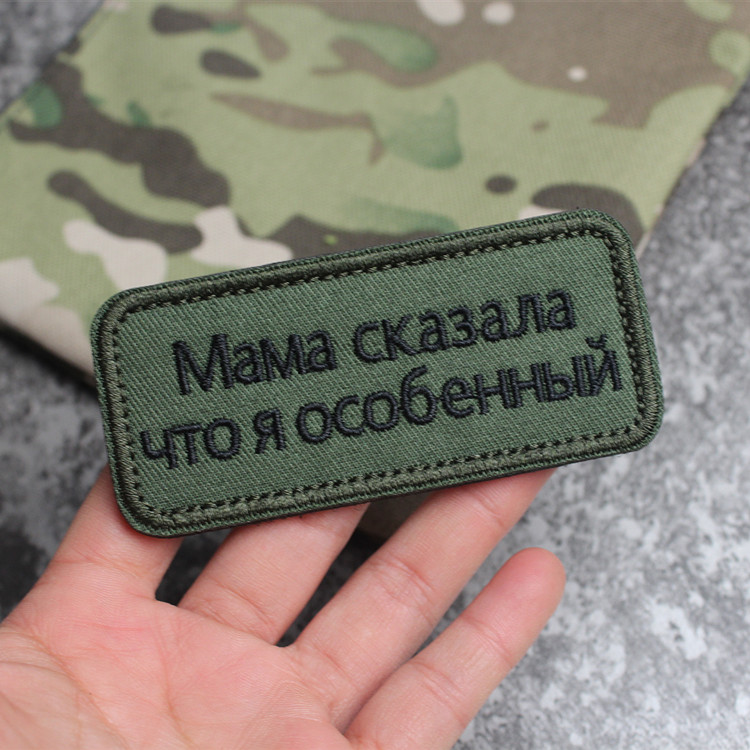 Мама сказала
что я особенный